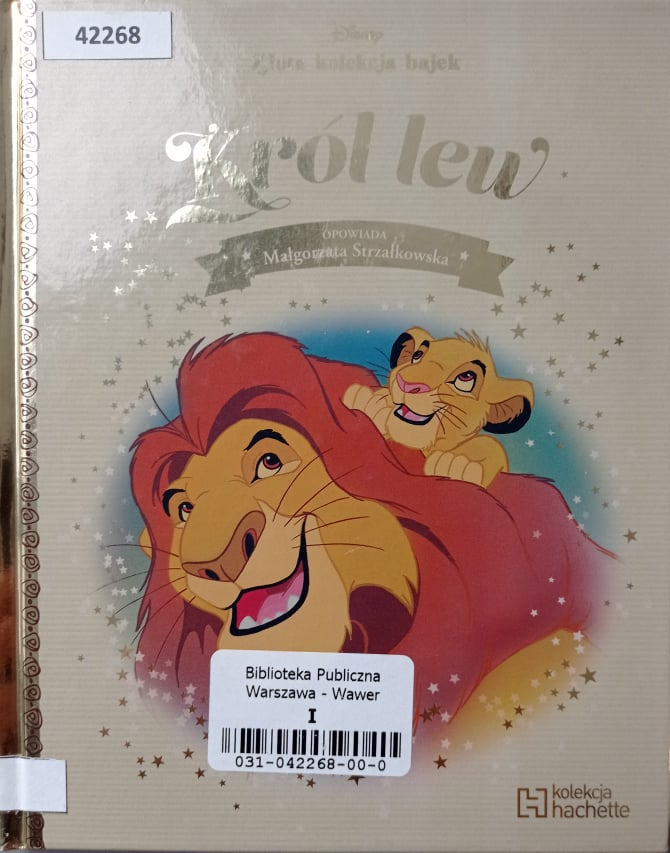 42268
Disney
Złota kolekcja bajek
Król lew
OPOWIADA
Małgorzata Strzałkowska
Biblioteka Publiczna
Warszawa - Wawer
I
031-042268-00-0
kolekcja
hachette